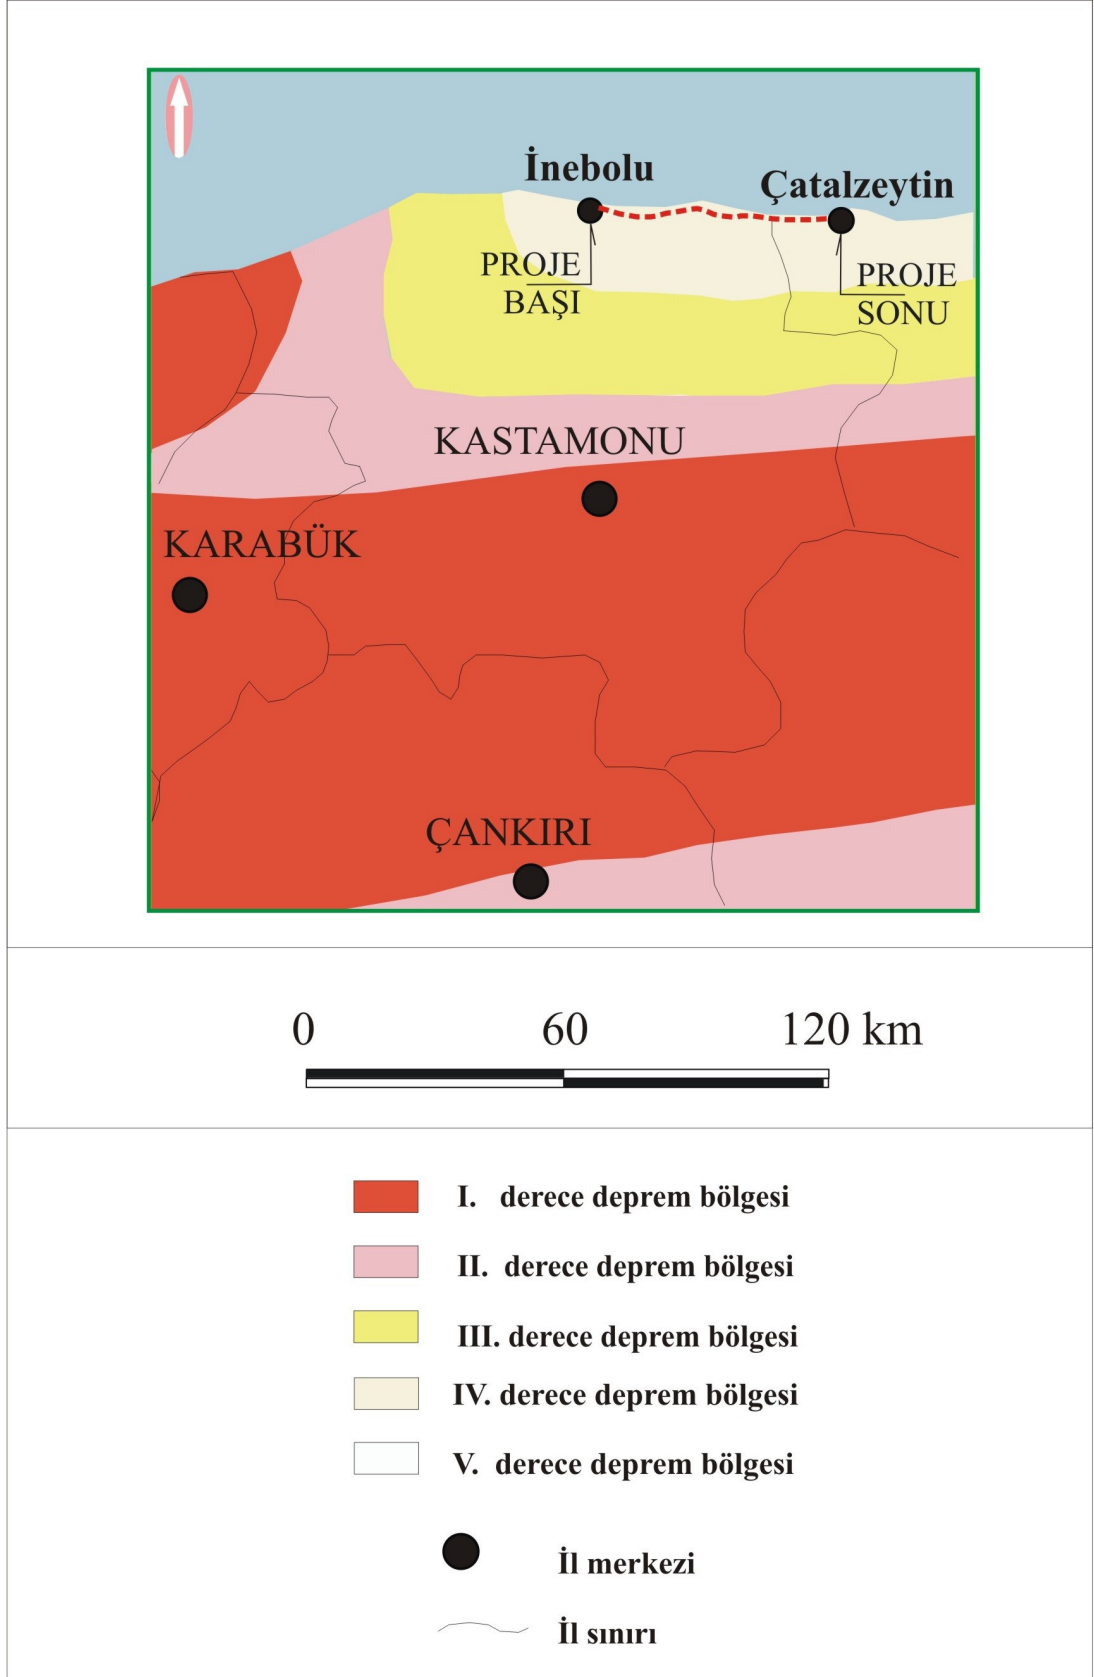 İnebolu
Çatalzeytin
PROJE
BAŞI
PROJE
SONU
KASTAMONU
KARABÜK
ÇANKIRI
0 60 120 km
I. derece deprem bölgesi
II. derece deprem bölgesi
III. derece deprem bölgesi
IV. derece deprem bölgesi
V. derece deprem bölgesi
İl merkezi
İl sınırı